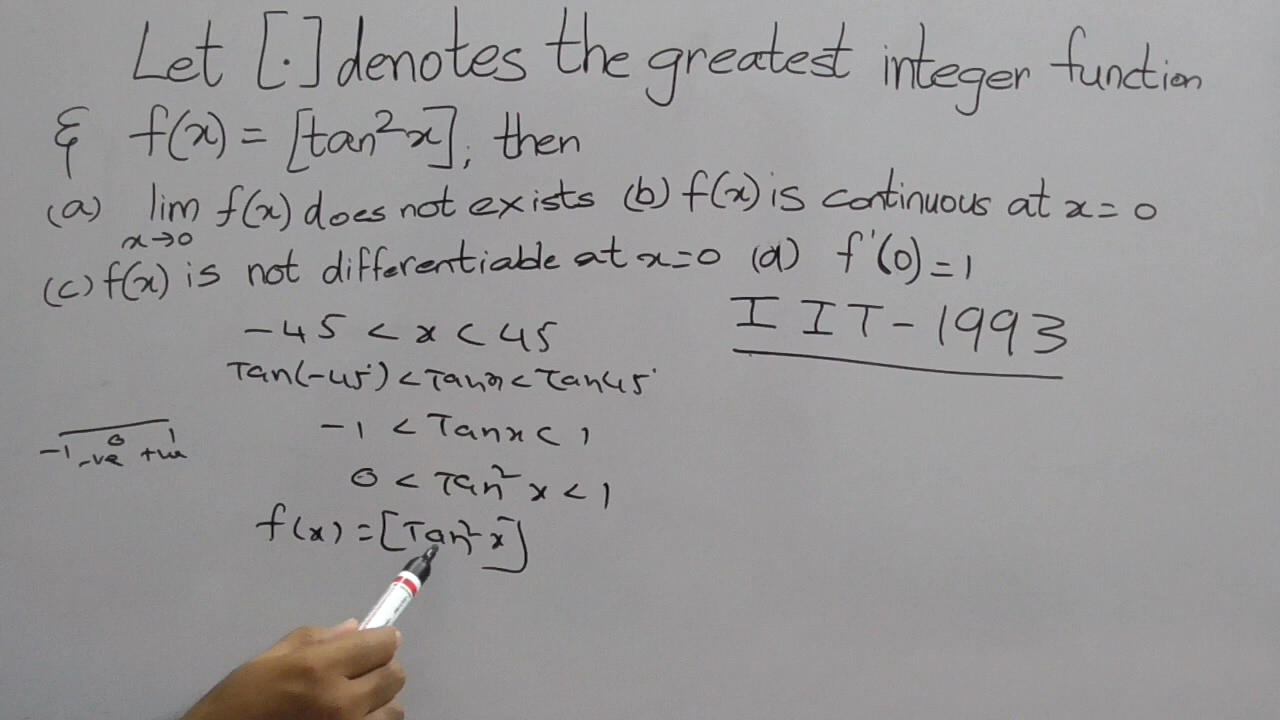 Let [.] denotes the greatest integer function
& f(x) = [tan²x], then
(a) lim x→0 f(x) does not exists (b) f(x) is continuous at x = 0
(c) f(x) is not differentiable at x=0 (d) f'(0) = 1
IIT-1993
-45 < x < 45
Tan(-45°) < Tanx < Tan45°
-1 < Tanx < 1
-1 0 1
-ve +ve
0 < Tan²x < 1
f(x) = [Tan²x]